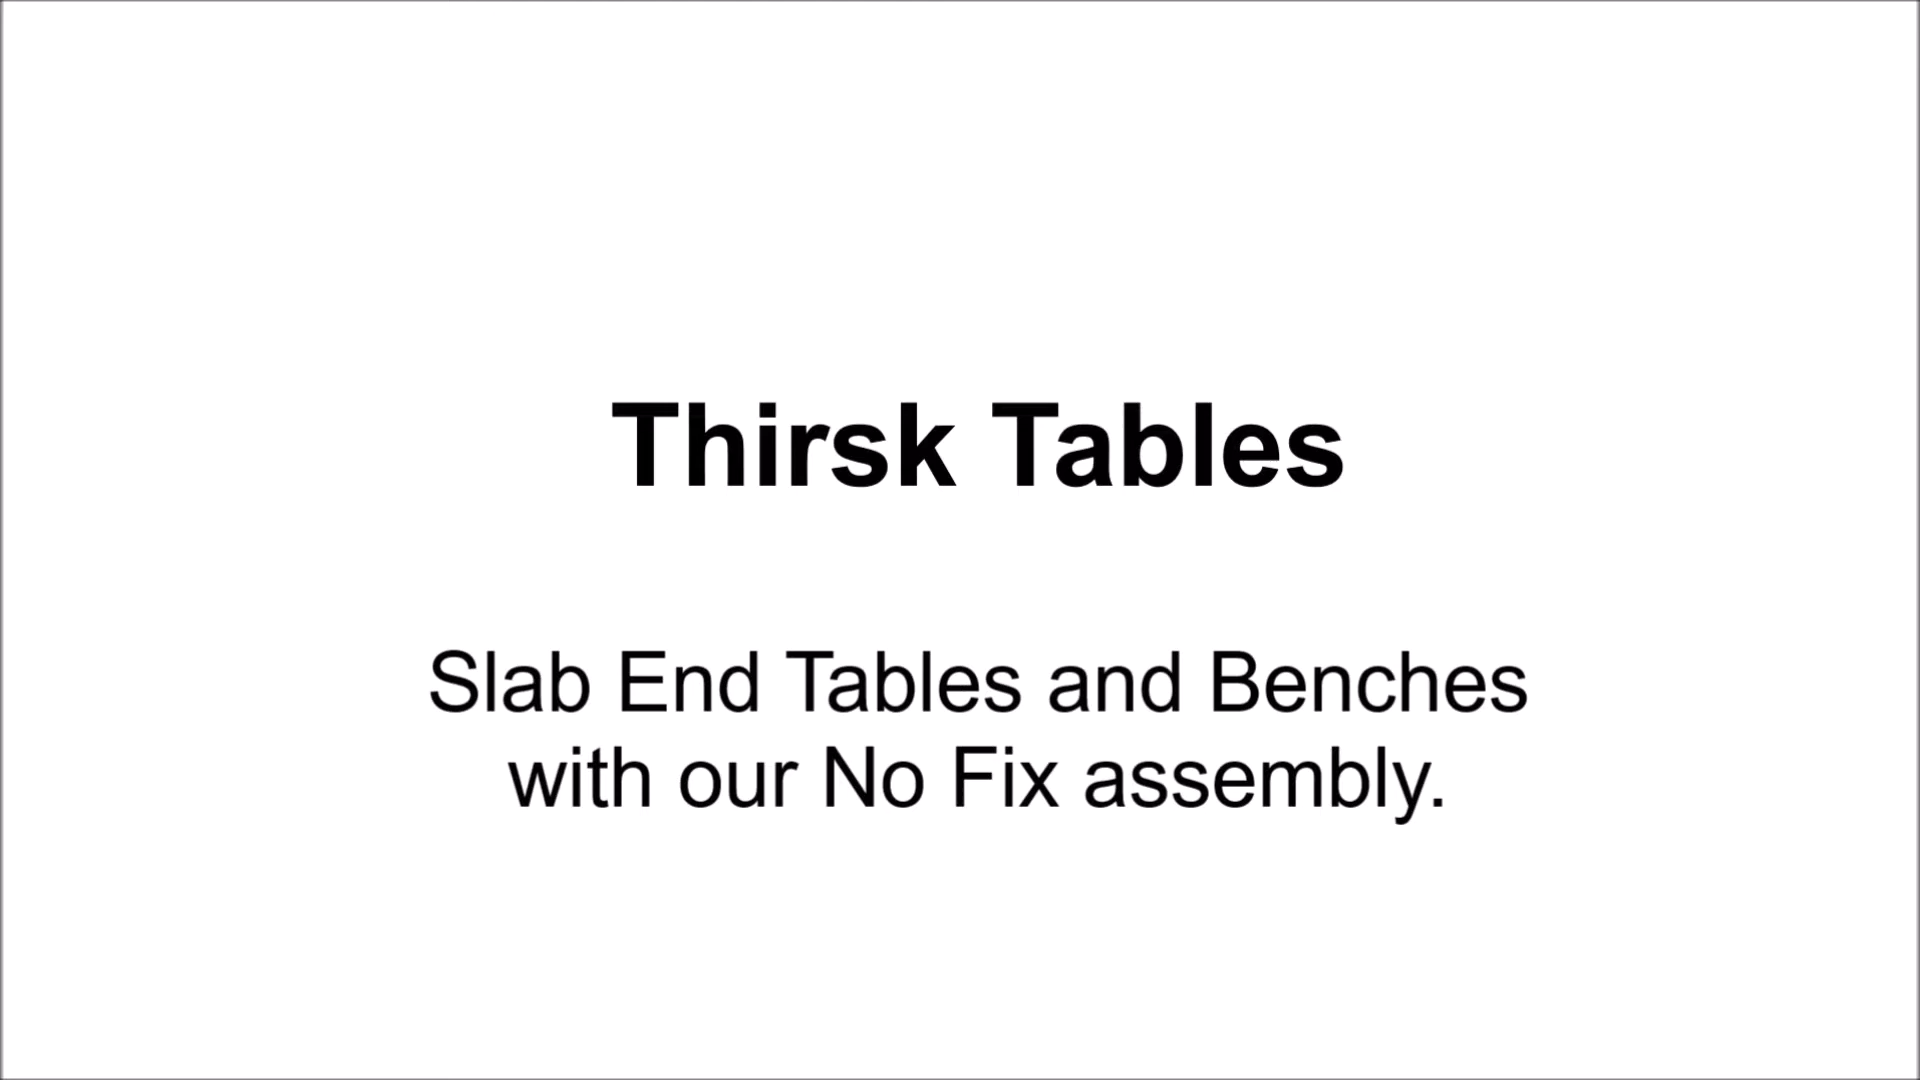 Thirsk Tables
Slab End Tables and Benches
with our No Fix assembly.